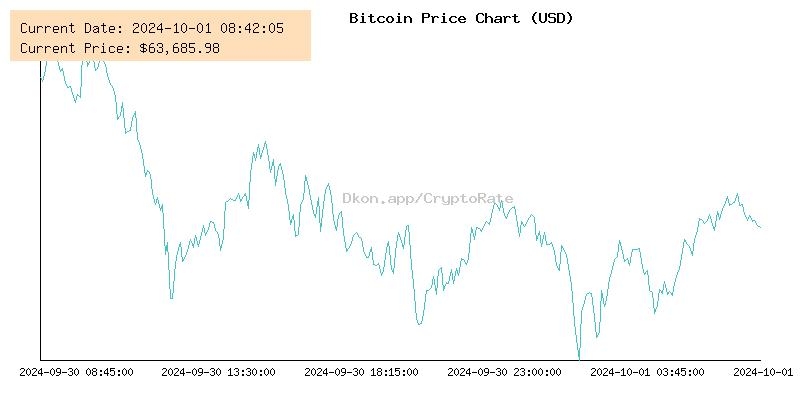 Bitcoin Price Chart (USD)
Current Date: 2024-10-01 08:42:05
Current Price: $63,685.98
Dkon.app/CryptoRate
2024-09-30 08:45:00 2024-09-30 13:30:00 2024-09-30 18:15:00 2024-09-30 23:00:00 2024-10-01 03:45:00 2024-10-01